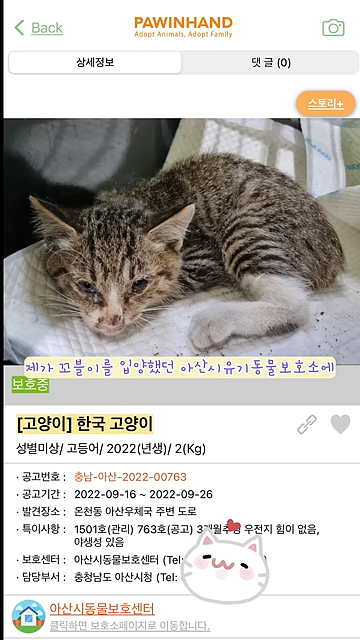 Back
PAWINHAND
Adopt Animals, Adopt Family
상세정보
댓글 (0)
스토리+
제가 꼬블이를 입양했던 아산시유기동물보호소에
보호중
[고양이] 한국 고양이
성별미상/ 고등어/ 2022(년생)/ 2(Kg)
· 공고번호 : 충남-아산-2022-00763
· 공고기간 : 2022-09-16 ~ 2022-09-26
· 발견장소 : 온천동 아산우체국 주변 도로
· 특이사항 : 1501호(관리) 763호(공고) 3개월추정 우전지 힘이 없음,
야생성 있음
· 보호센터 : 아산시동물보호센터 (Tel: )
· 담당부서 : 충청남도 아산시청 (Tel:
아산시동물보호센터
클릭하면 보호소페이지로 이동합니다.